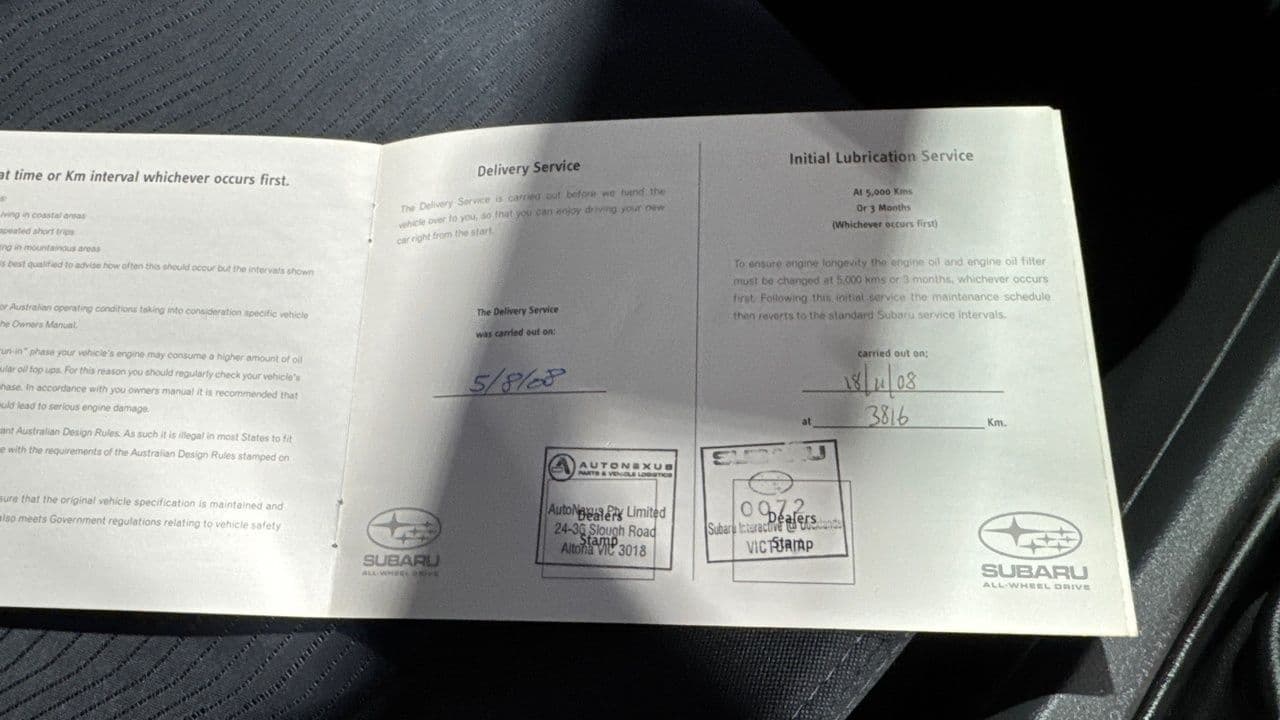 at time or Km interval whichever occurs first.
living in coastal areas
repeated short trips
ing in mountainous areas
is best qualified to advise how often this should occur but the intervals shown
or Australian operating conditions taking into consideration specific vehicle
he Owners Manual.
run-in" phase your vehicle's engine may consume a higher amount of oil
ular oil top ups. For this reason you should regularly check your vehicle's
phase. In accordance with you owners manual it is recommended that
ould lead to serious engine damage.
ant Australian Design Rules. As such it is illegal in most States to fit
e with the requirements of the Australian Design Rules stamped on
sure that the original vehicle specification is maintained and
also meets Government regulations relating to vehicle safety
Delivery Service
The Delivery Service is carried out before we hand the
vehicle over to you, so that you can enjoy driving your new
car right from the start.
The Delivery Service
was carried out on:
5/8/08
AUTONEXUS
PARTS & VEHICLE LOGISTICS
AutoNexus Pty Limited
Dealers
24-36 Slough Road
Stamp
Altona VIC 3018
SUBARU
ALL-WHEEL DRIVE
Initial Lubrication Service
At 5,000 Kms
Or 3 Months
(Whichever occurs first)
To ensure engine longevity the engine oil and engine oil filter
must be changed at 5,000 kms or 3 months, whichever occurs
first. Following this initial service the maintenance schedule
then reverts to the standard Subaru service intervals.
carried out on;
18/11/08
at 3816 Km.
SUBARU
0072
Dealers
Subaru Interactive @ Docklands
Stamp
VICTORIA
SUBARU
ALL-WHEEL DRIVE